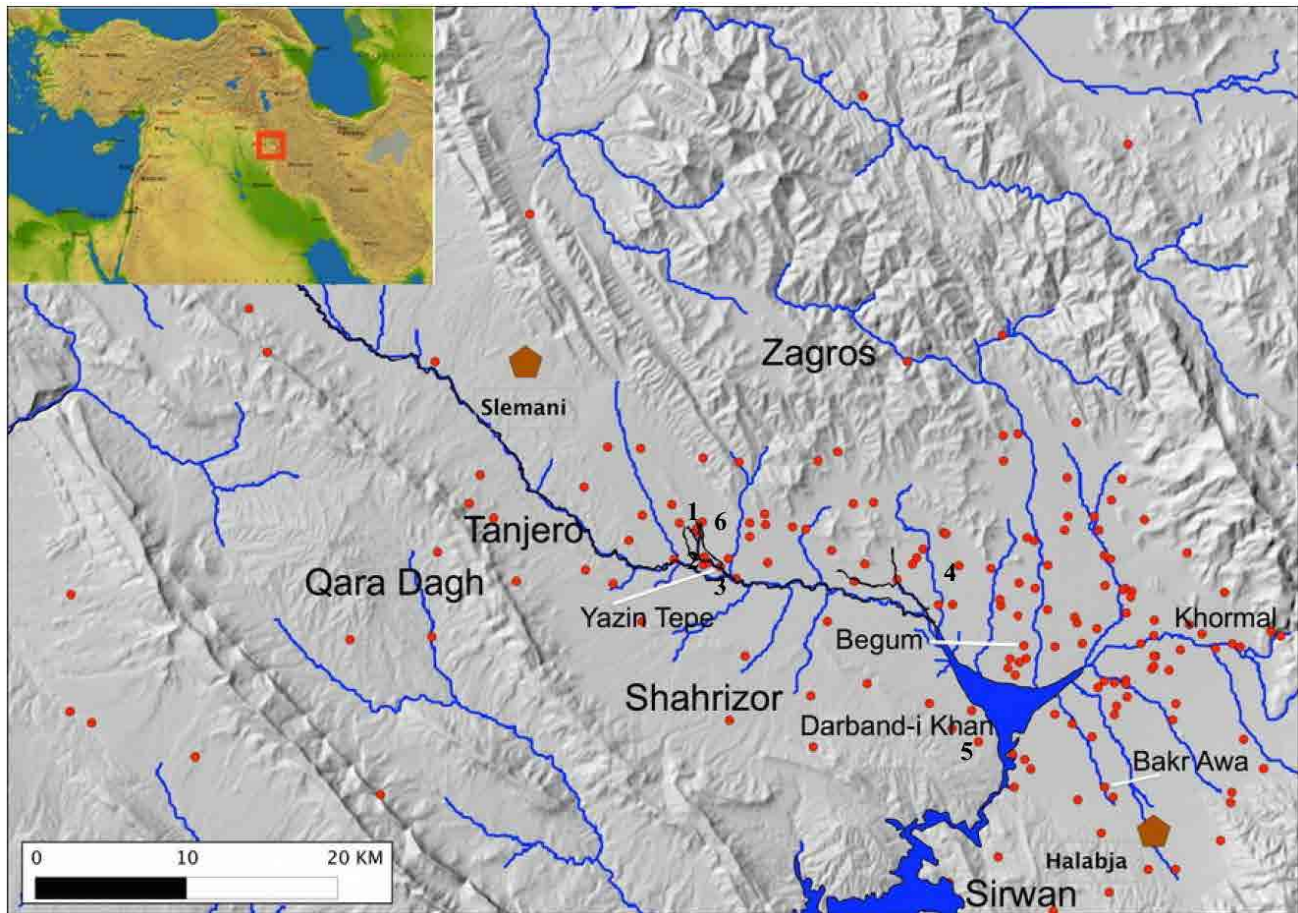 Zagros
Slemani
1
6
Tanjero
2
Qara Dagh
3
4
Yazin Tepe
Khormal
Begum
Shahrizor
Darband-i Khan
5
Bakr Awa
0 10 20 KM
Halabja
Sirwan